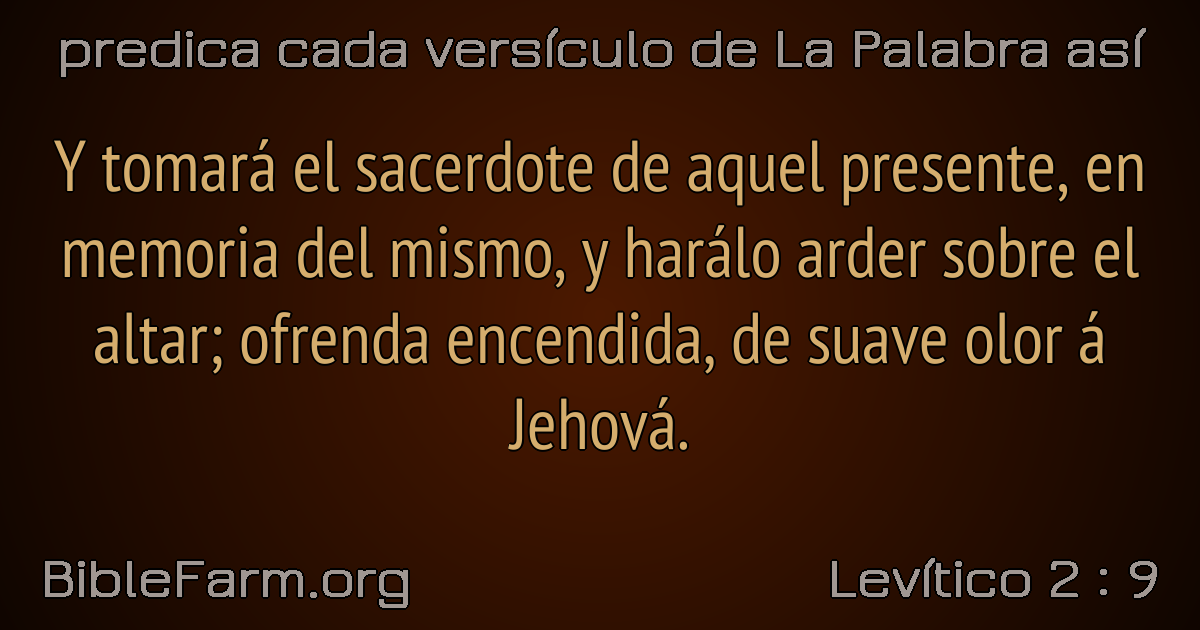 predica cada versículo de La Palabra así
Y tomará el sacerdote de aquel presente, en
memoria del mismo, y harálo arder sobre el
altar; ofrenda encendida, de suave olor á
Jehová.
BibleFarm.org
Levítico 2 : 9